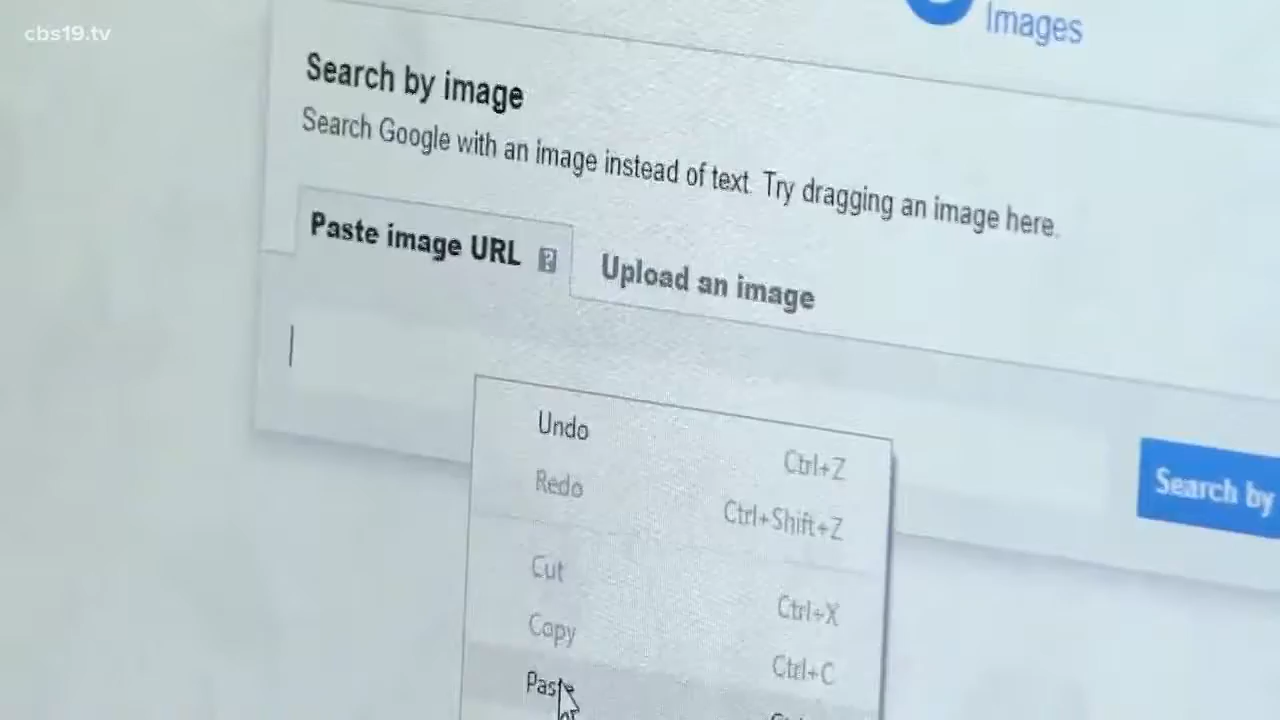 cbs19.tv
Images
Search by image
Search Google with an image instead of text. Try dragging an image here.
Paste image URL ?
Upload an image
Undo Ctrl+Z
Redo Ctrl+Shift+Z
Search by
Cut Ctrl+X
Copy Ctrl+C